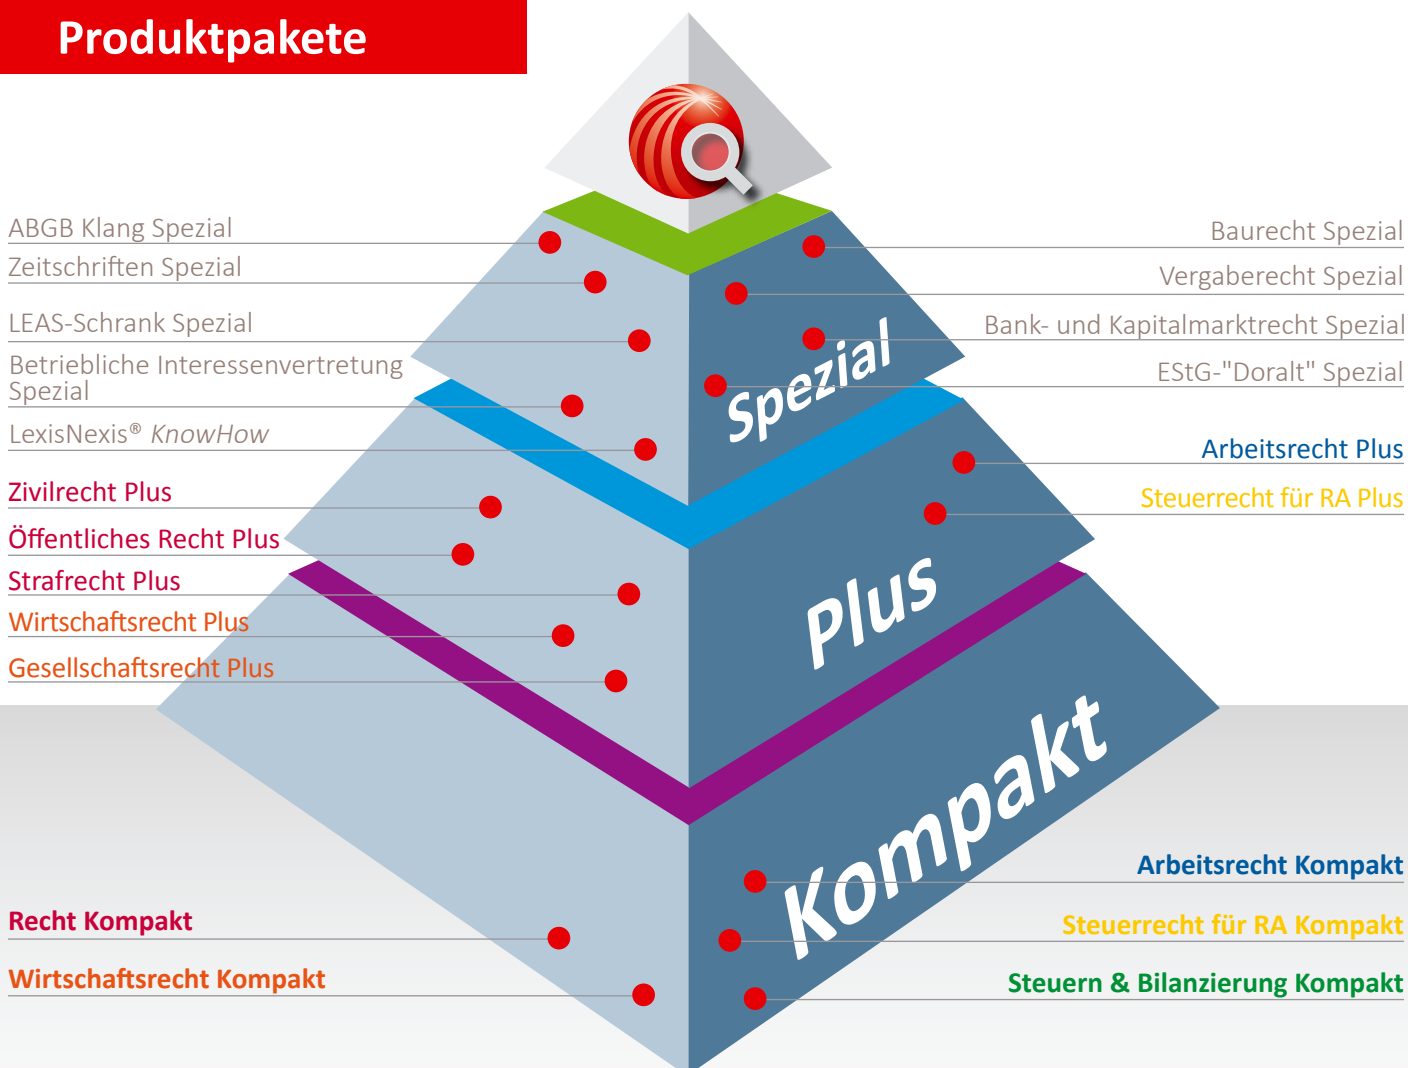 Produktpakete
ABGB Klang Spezial
Zeitschriften Spezial
LEAS-Schrank Spezial
Betriebliche Interessenvertretung
Spezial
LexisNexis® KnowHow
Zivilrecht Plus
Öffentliches Recht Plus
Strafrecht Plus
Wirtschaftsrecht Plus
Gesellschaftsrecht Plus
Recht Kompakt
Wirtschaftsrecht Kompakt
Spezial
Plus
Kompakt
Baurecht Spezial
Vergaberecht Spezial
Bank- und Kapitalmarktrecht Spezial
EStG-"Doralt" Spezial
Arbeitsrecht Plus
Steuerrecht für RA Plus
Arbeitsrecht Kompakt
Steuerrecht für RA Kompakt
Steuern & Bilanzierung Kompakt